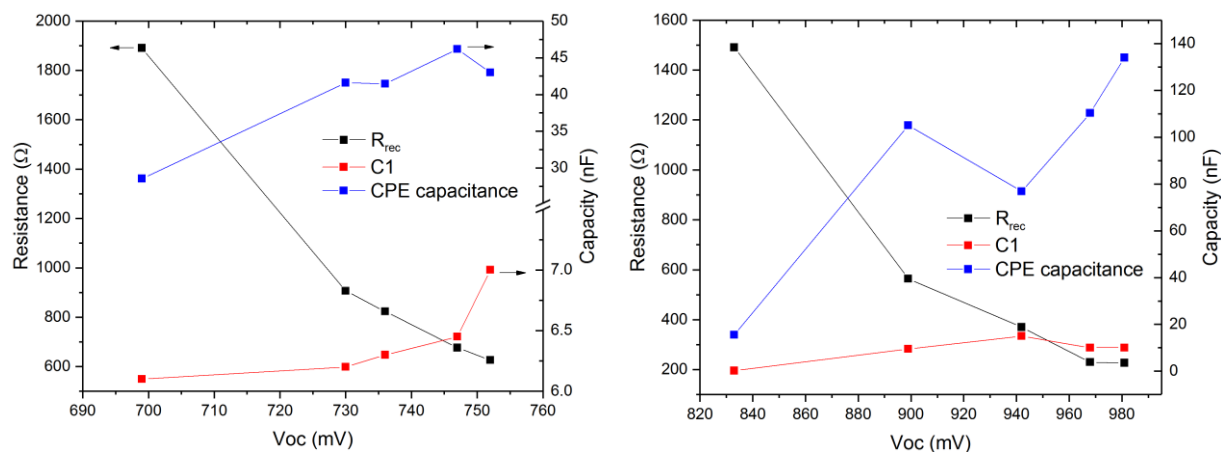 2000
1800
1600
1400
1200
1000
800
600
Resistance (Ω)
690 700 710 720 730 740 750 760
Voc (mV)
50
45
40
35
30
7.0
6.5
6.0
Capacity (nF)
R_rec
C1
CPE capacitance
1600
1400
1200
1000
800
600
400
200
Resistance (Ω)
820 840 860 880 900 920 940 960 980
Voc (mV)
140
120
100
80
60
40
20
0
Capacity (nF)
R_rec
C1
CPE capacitance